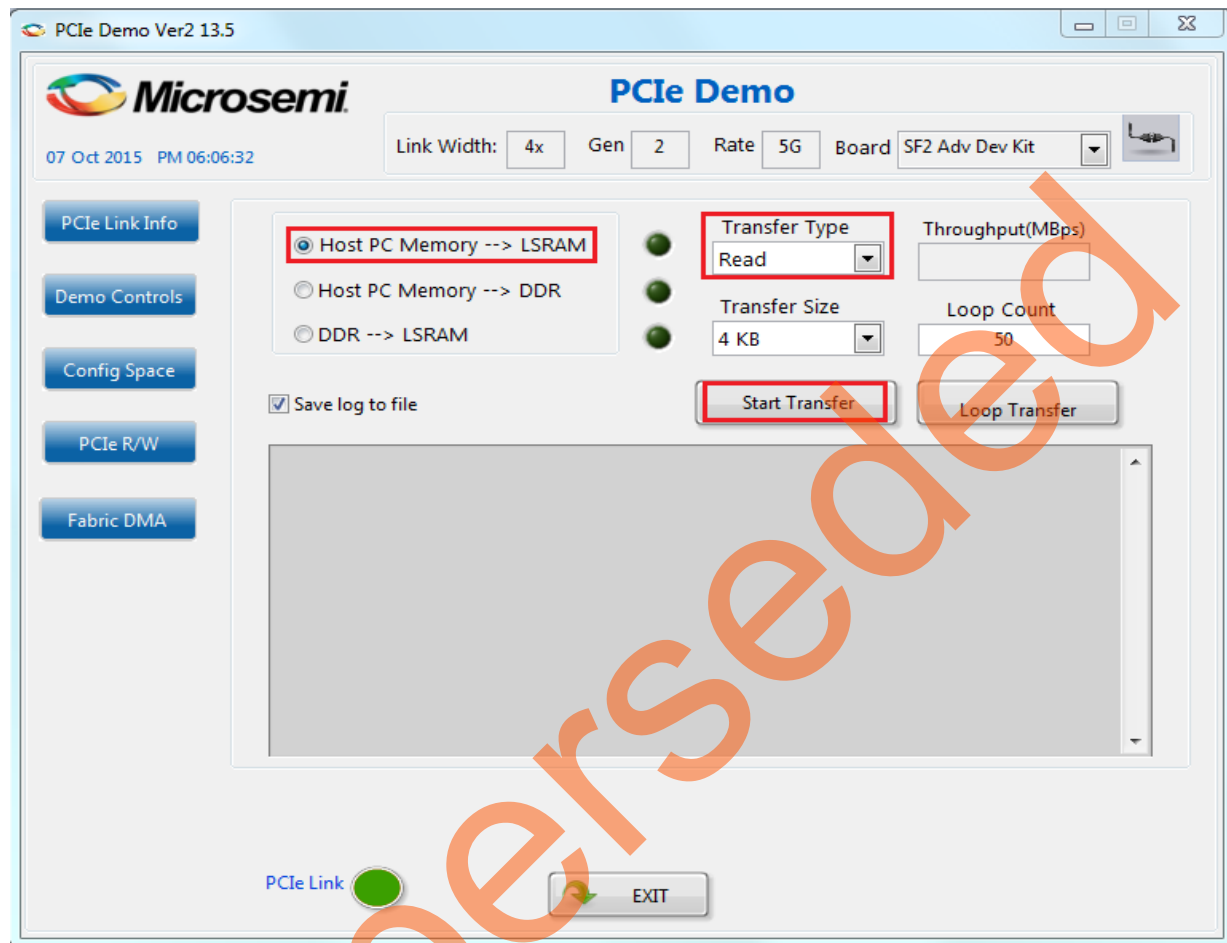 PCIe Demo Ver2 13.5
Microsemi
PCIe Demo
07 Oct 2015 PM 06:06:32
Link Width: 4x Gen 2 Rate 5G Board SF2 Adv Dev Kit
PCIe Link Info
Demo Controls
Config Space
PCIe R/W
Fabric DMA
Host PC Memory --> LSRAM
Host PC Memory --> DDR
DDR --> LSRAM
Transfer Type
Read
Throughput(MBps)
Transfer Size
4 KB
Loop Count
50
Save log to file
Start Transfer
Loop Transfer
PCIe Link
EXIT
perseded